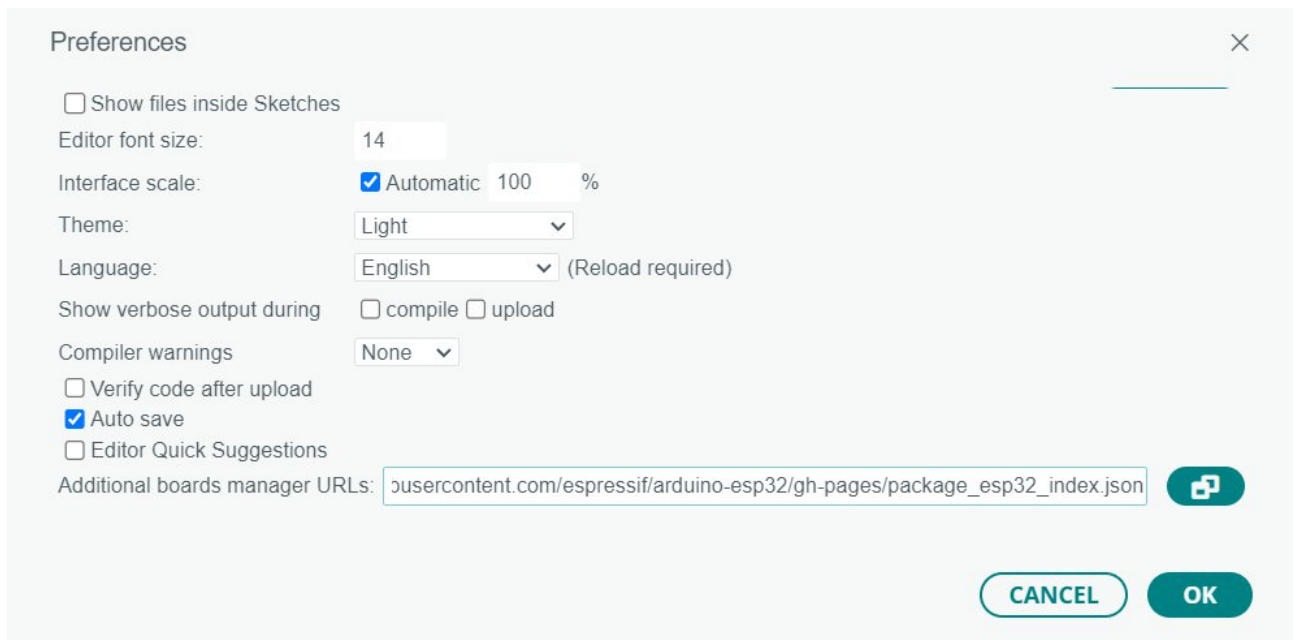 Preferences
Show files inside Sketches
Editor font size: 14
Interface scale: Automatic 100 %
Theme: Light
Language: English (Reload required)
Show verbose output during compile upload
Compiler warnings None
Verify code after upload
Auto save
Editor Quick Suggestions
Additional boards manager URLs: usercontent.com/espressif/arduino-esp32/gh-pages/package_esp32_index.json
CANCEL OK